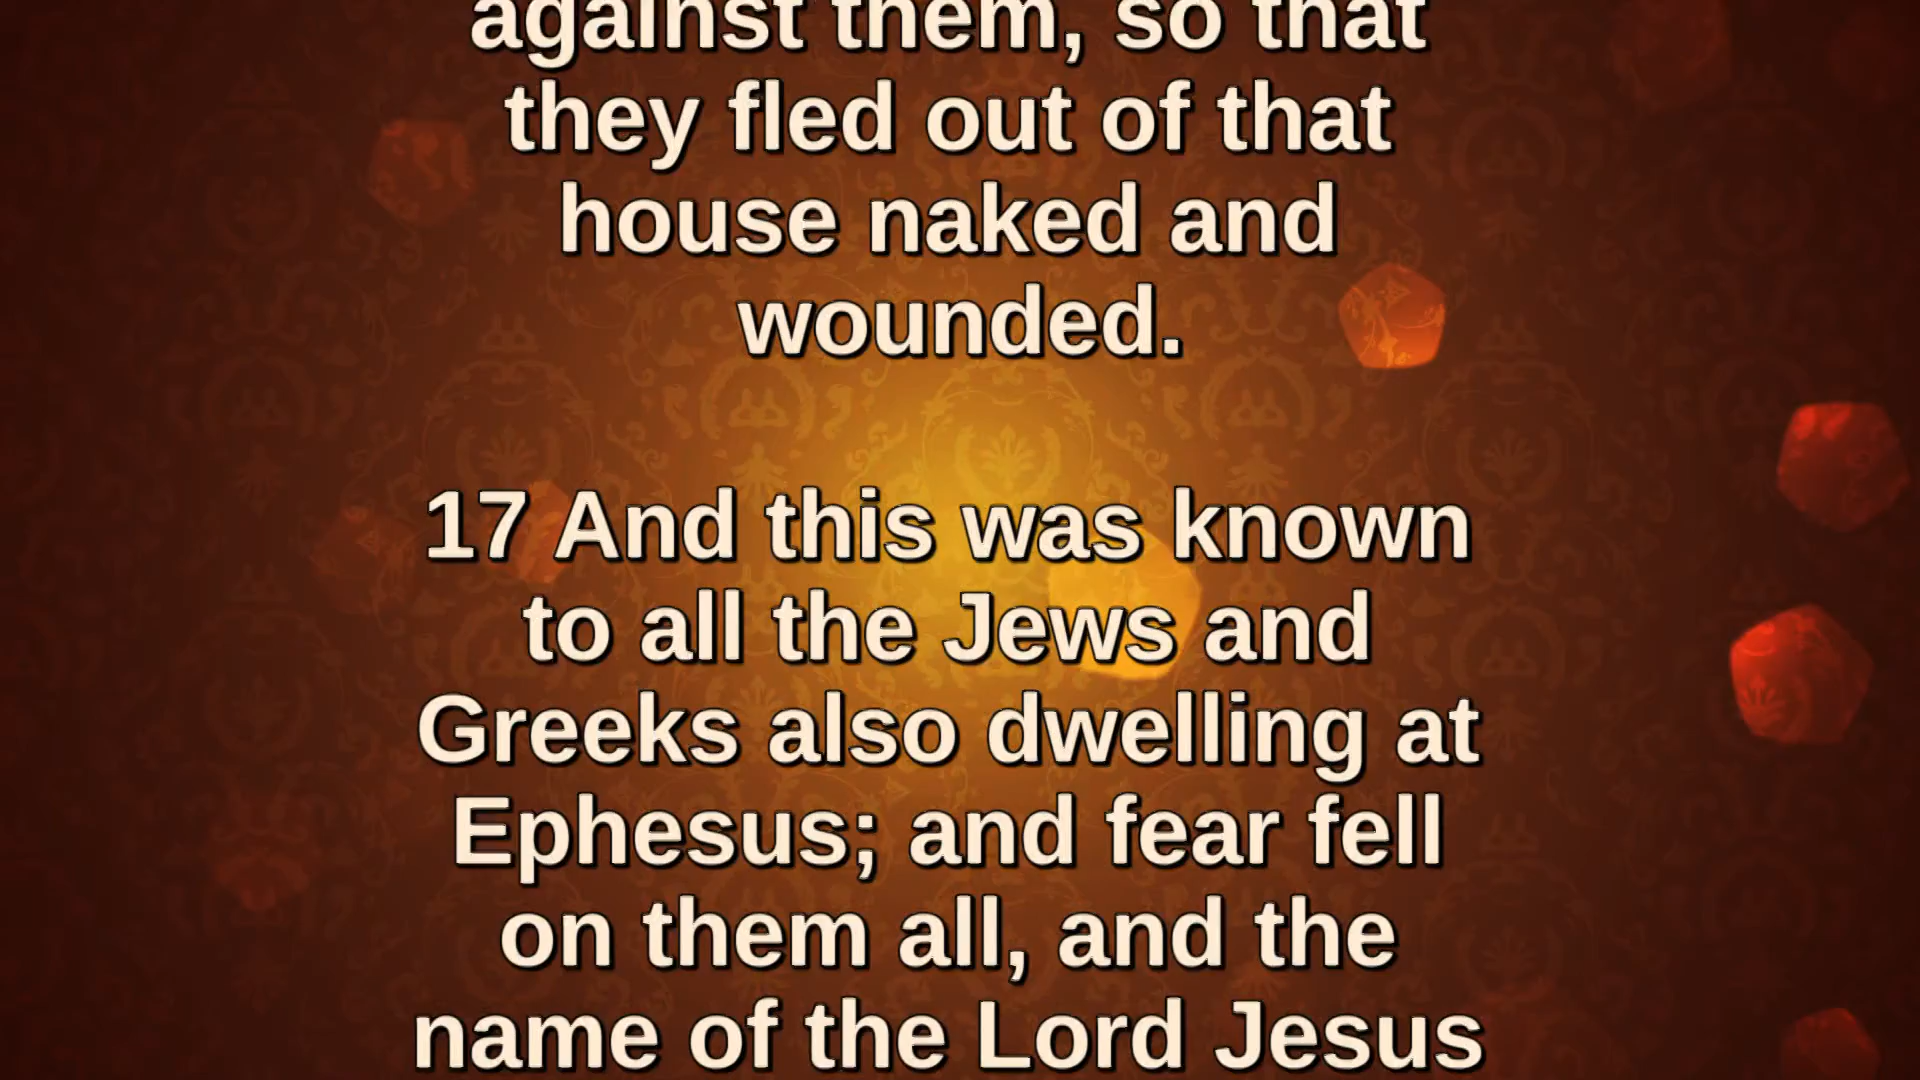 against them, so that
they fled out of that
house naked and
wounded.
17 And this was known
to all the Jews and
Greeks also dwelling at
Ephesus; and fear fell
on them all, and the
name of the Lord Jesus